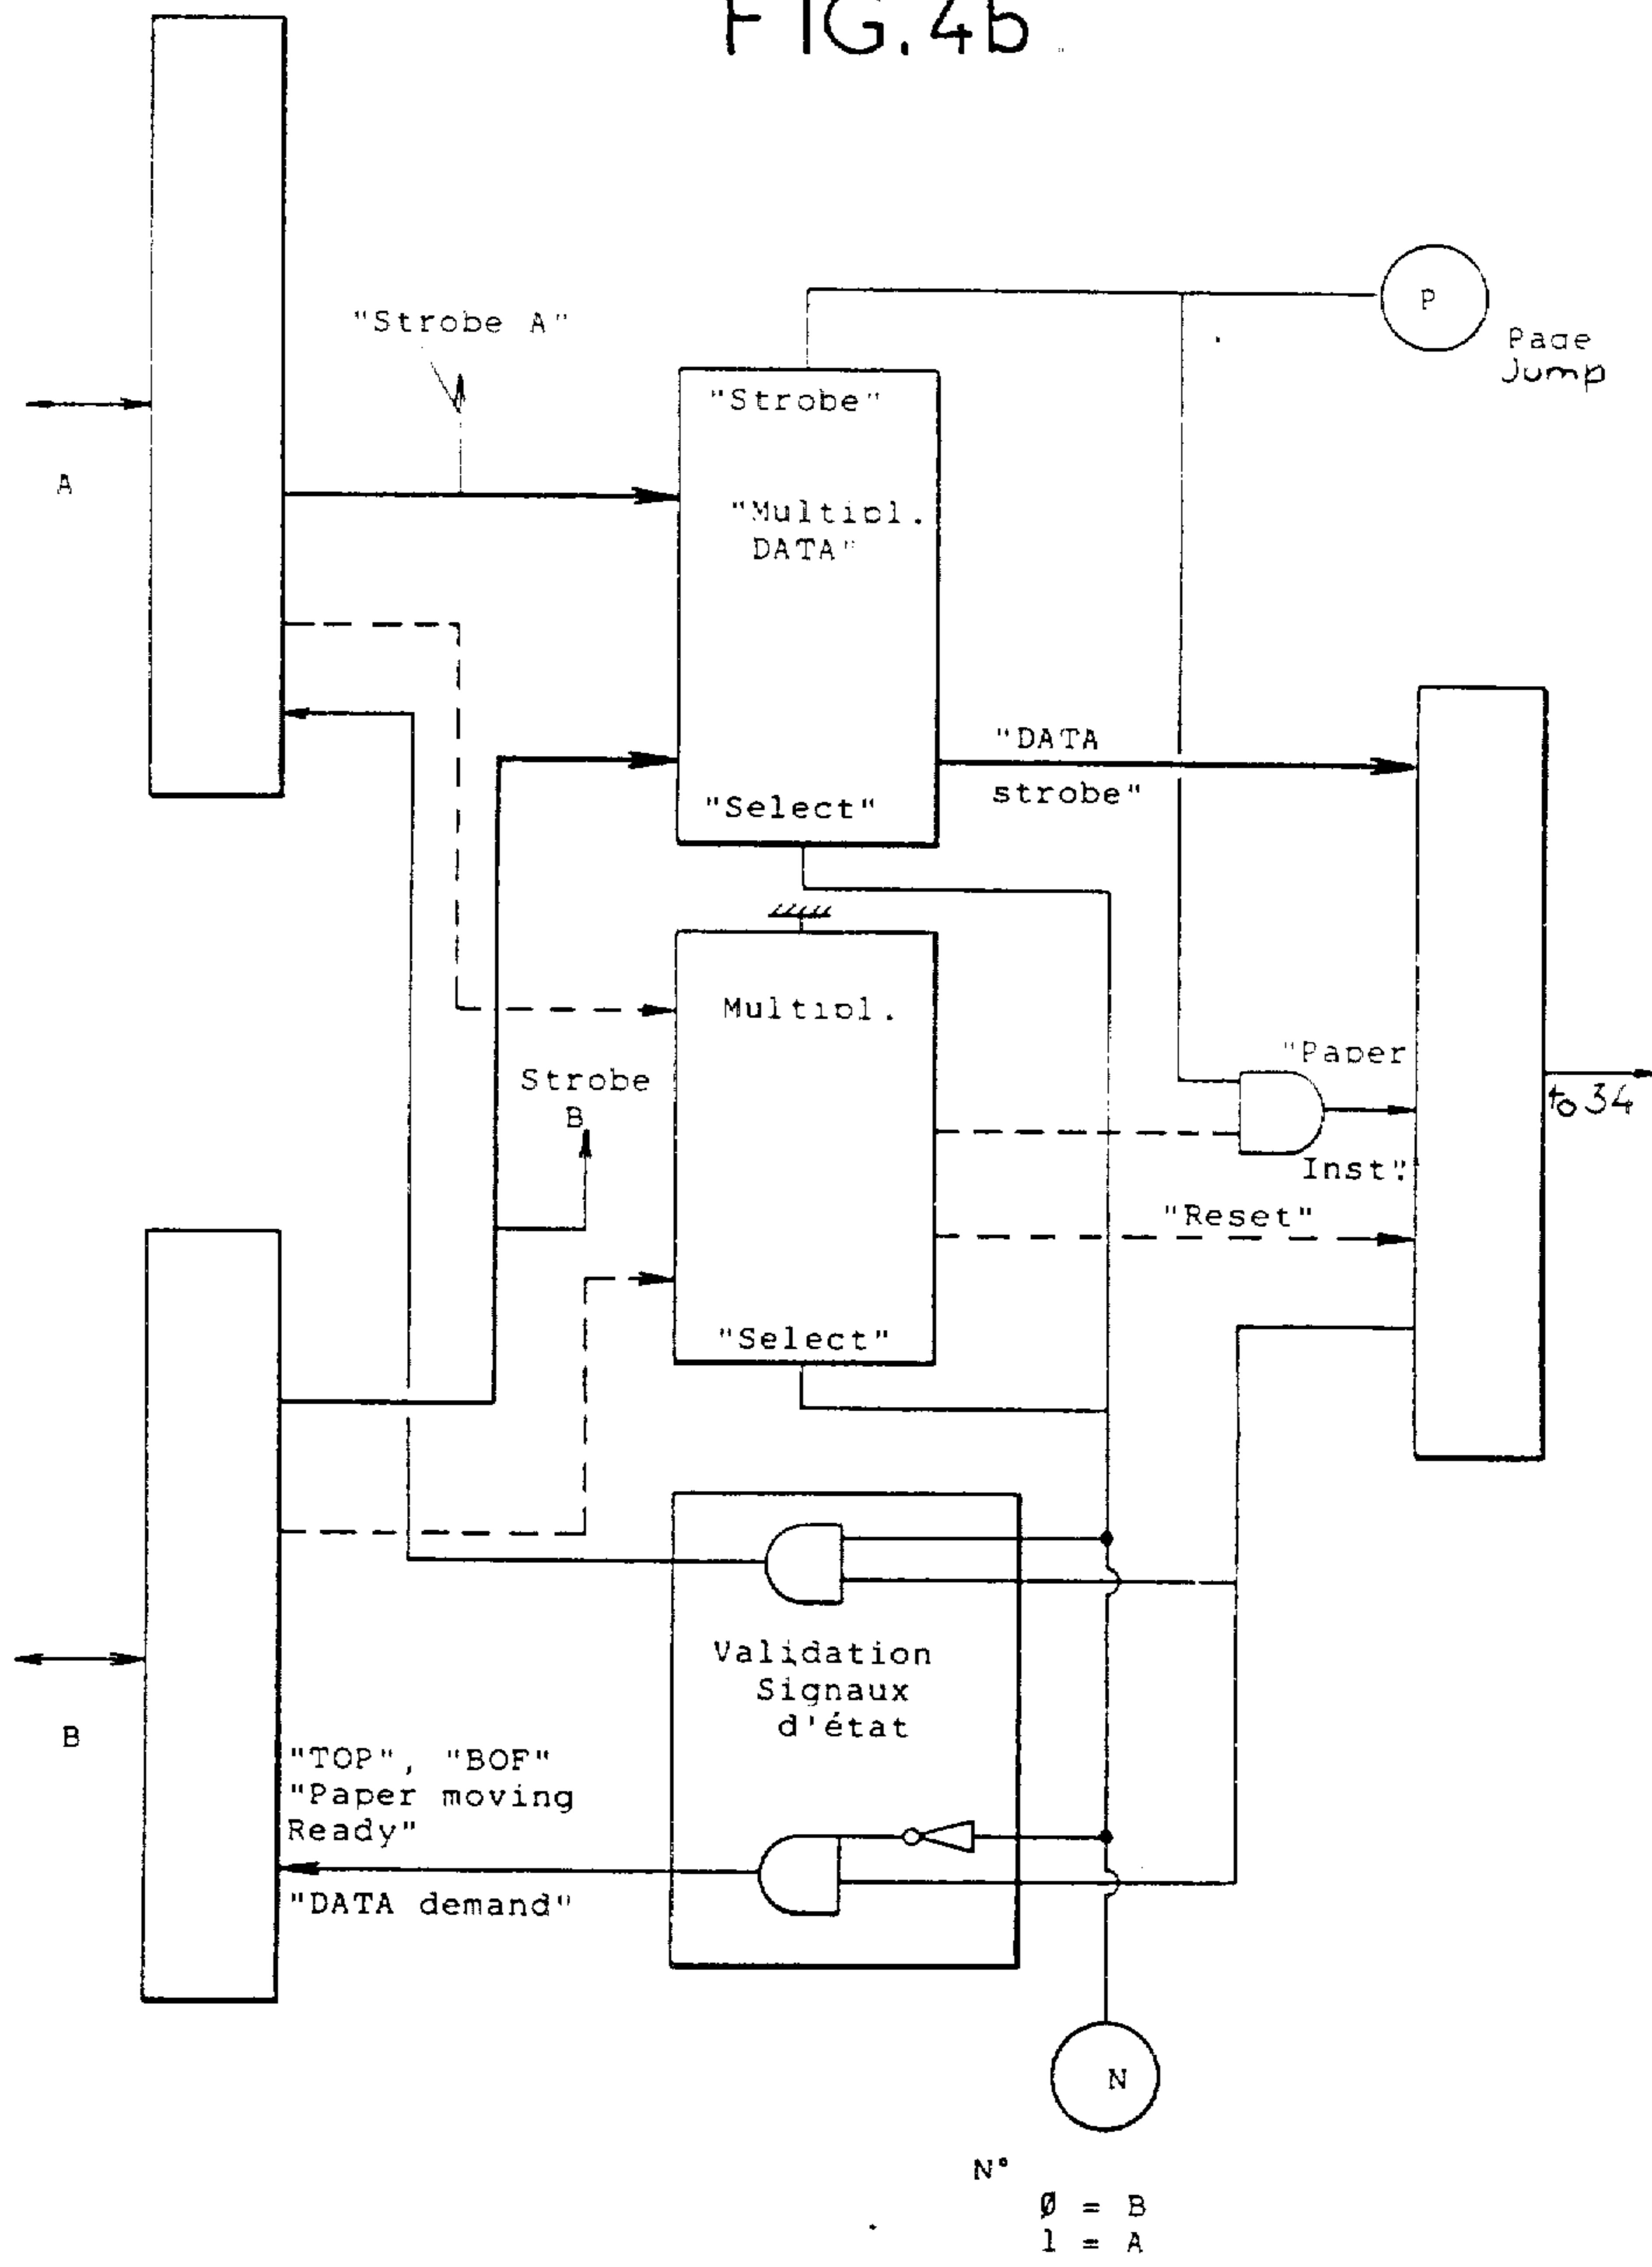 FIG. 4b
"Strobe A"
P
Page
Jump
"Strobe"
A
"Multipl.
DATA"
"DATA
strobe"
"Select"
Multipl.
"Paper
Strobe
B
to 34
Inst".
"Reset"
"Select"
Validation
Signaux
d'état
B
"TOP", "BOF"
"Paper moving
Ready"
"DATA demand"
N
N°
Ø = B
1 = A